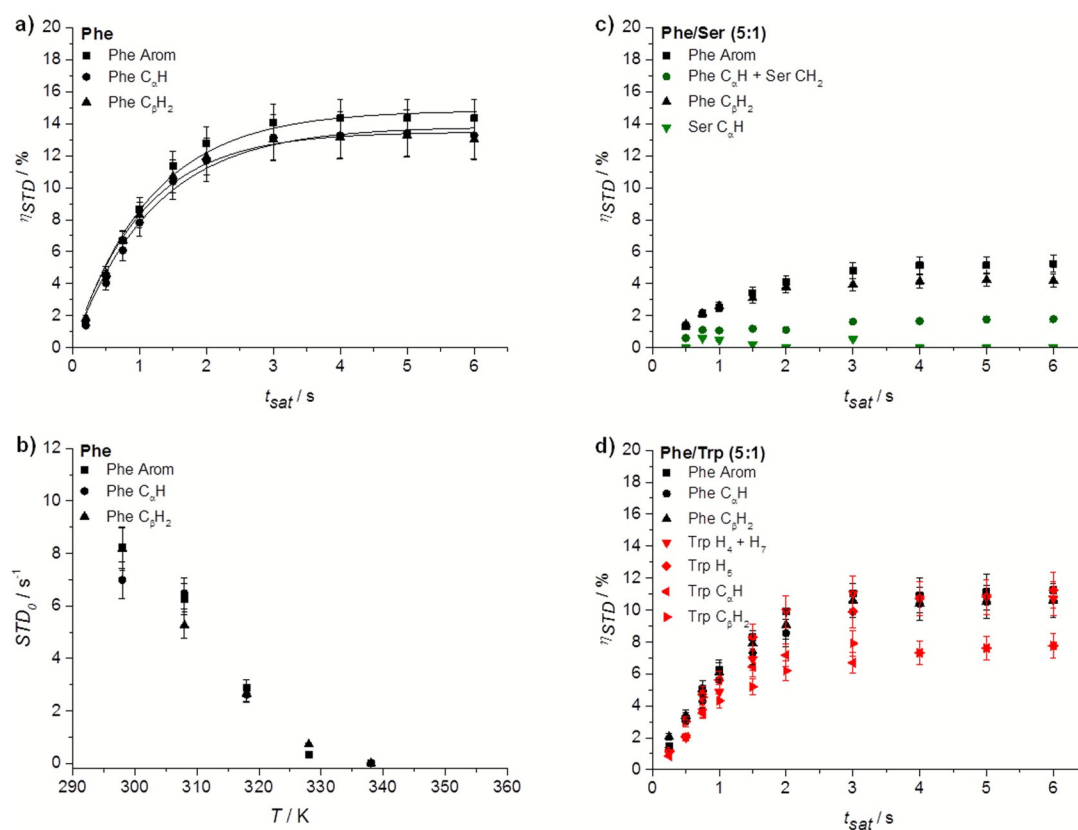 a)
Phe
Phe Arom
Phe CαH
Phe CβH2
20
18
16
14
12
10
8
6
4
2
0
ηSTD / %
0 1 2 3 4 5 6
tsat / s
b)
Phe
Phe Arom
Phe CαH
Phe CβH2
12
10
8
6
4
2
0
STD0 / s-1
290 300 310 320 330 340 350 360
T / K
c)
Phe/Ser (5:1)
Phe Arom
Phe CαH + Ser CH2
Phe CβH2
Ser CαH
20
18
16
14
12
10
8
6
4
2
0
ηSTD / %
0 1 2 3 4 5 6
tsat / s
d)
Phe/Trp (5:1)
Phe Arom
Phe CαH
Phe CβH2
Trp H4 + H7
Trp H5
Trp CαH
Trp CβH2
20
18
16
14
12
10
8
6
4
2
0
ηSTD / %
0 1 2 3 4 5 6
tsat / s